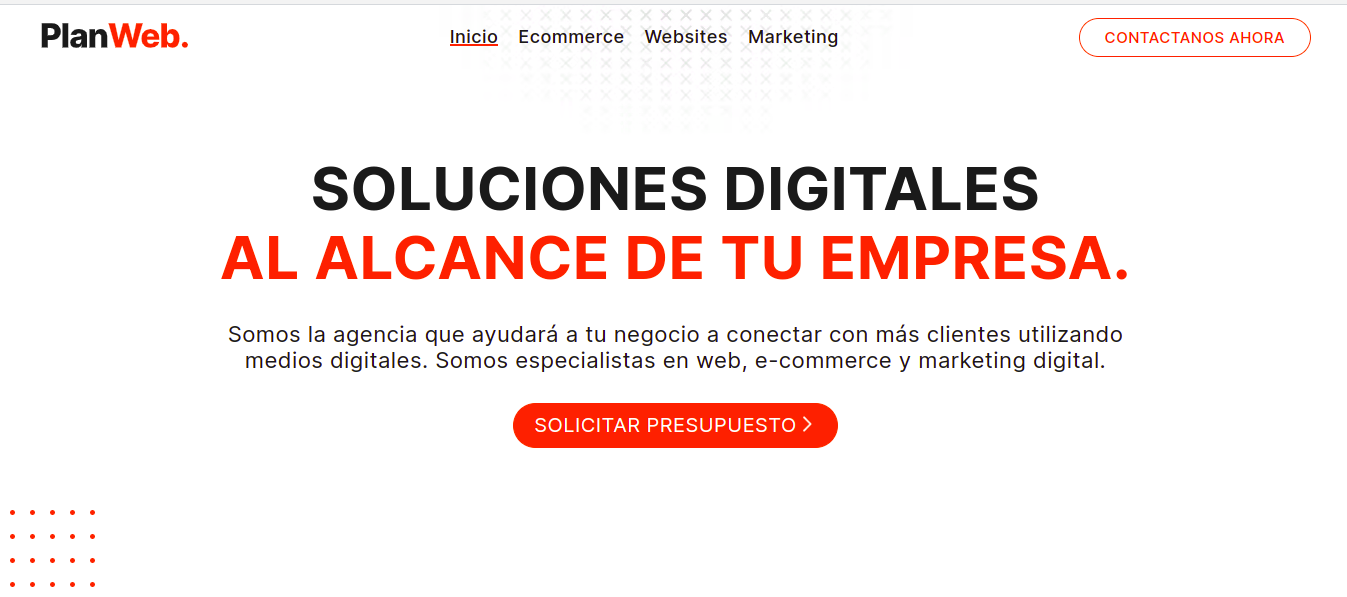 PlanWeb.
Inicio Ecommerce Websites Marketing
CONTACTANOS AHORA
SOLUCIONES DIGITALES
AL ALCANCE DE TU EMPRESA.
Somos la agencia que ayudará a tu negocio a conectar con más clientes utilizando
medios digitales. Somos especialistas en web, e-commerce y marketing digital.
SOLICITAR PRESUPUESTO